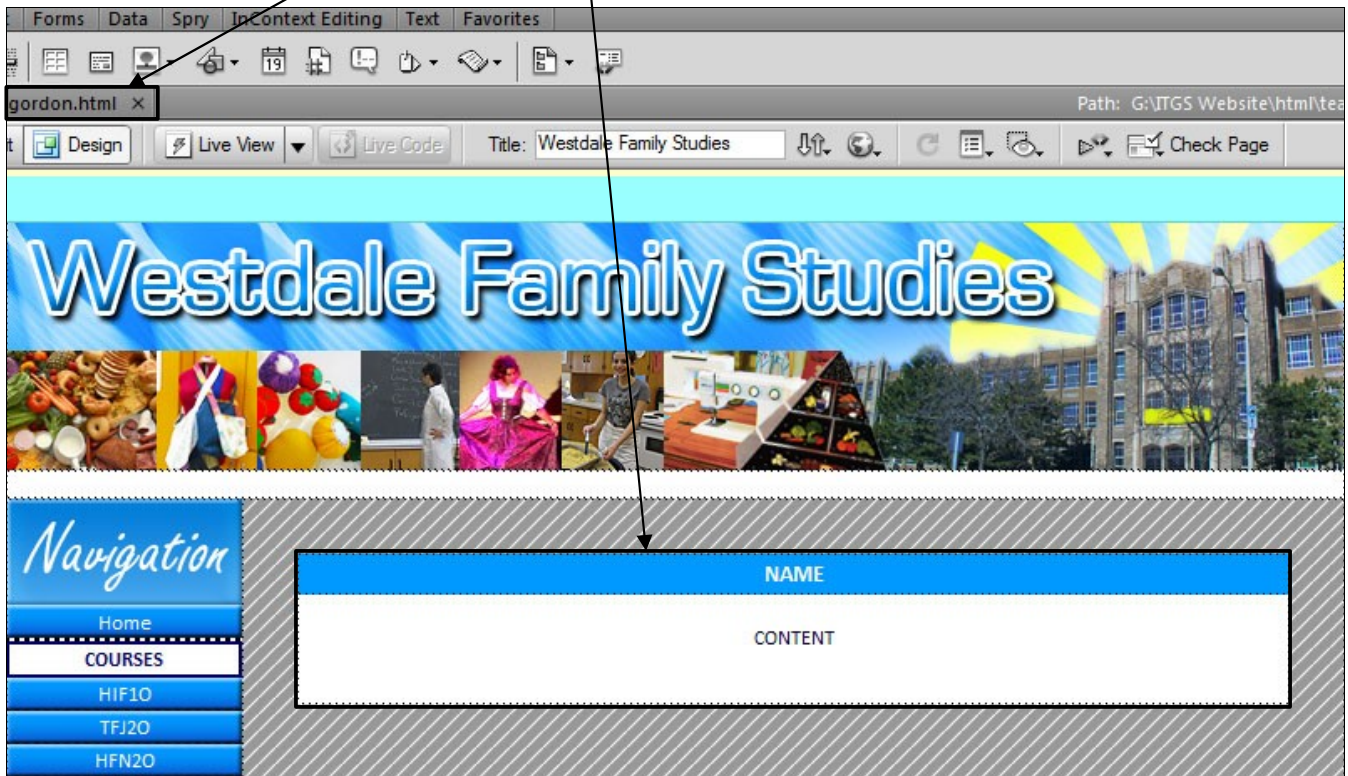 Forms Data Spry InContext Editing Text Favorites
19
gordon.html × Path: G:\ITGS Website\html\tea
t Design Live View Live Code Title: Westdale Family Studies Check Page
Westdale Family Studies
Navigation
NAME
Home
CONTENT
COURSES
HIF1O
TFJ2O
HFN2O